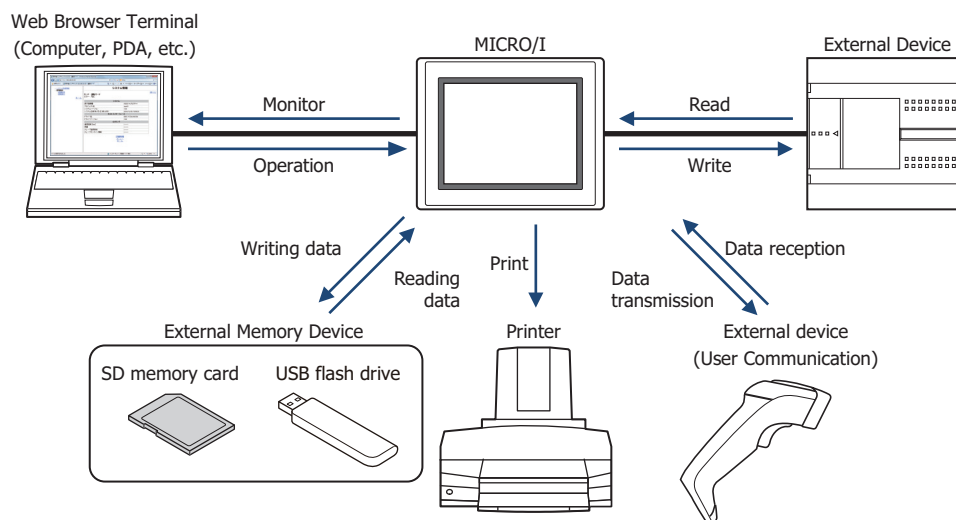 Web Browser Terminal
(Computer, PDA, etc.)
MICRO/I
External Device
Monitor
Read
Operation
Write
Writing data
Reading
data
Print
Data
transmission
Data reception
External Memory Device
Printer
External device
(User Communication)
SD memory card
USB flash drive